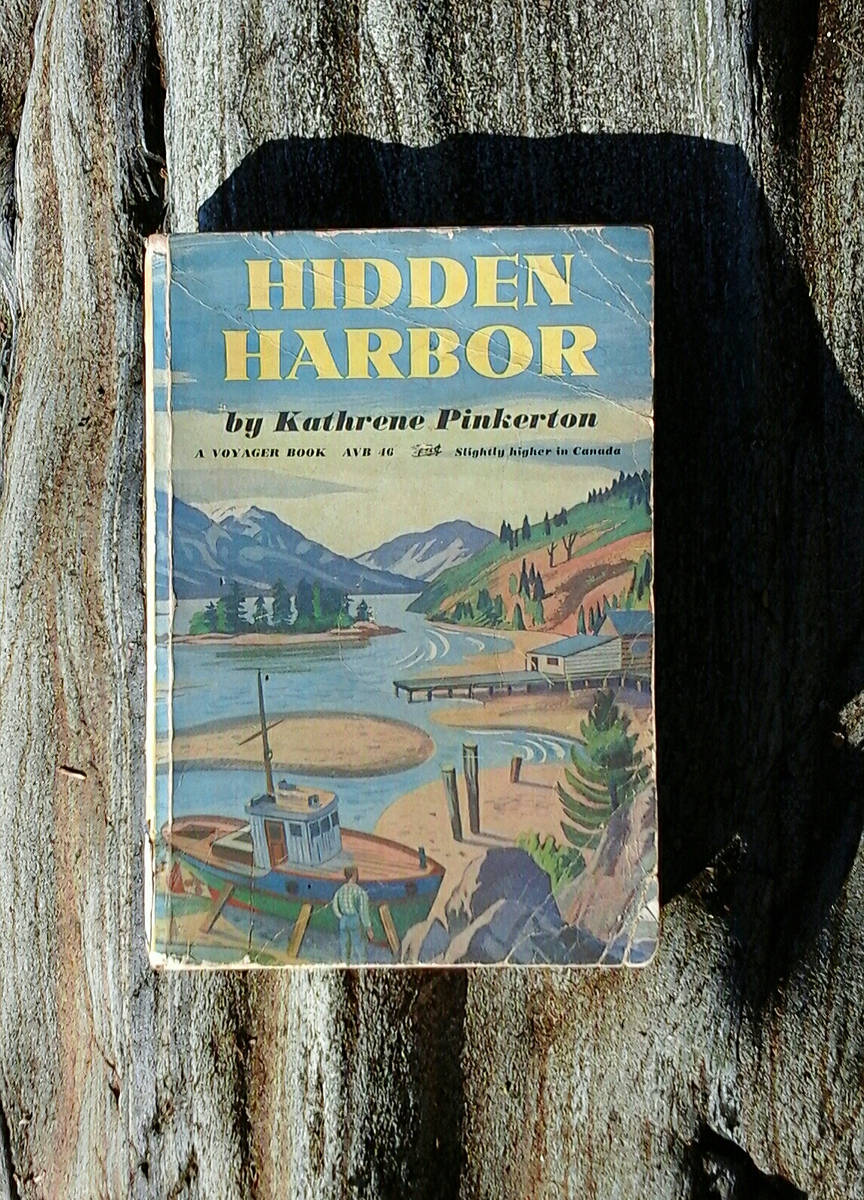 HIDDEN
HARBOR
by Kathrene Pinkerton
A VOYAGER BOOK AVB 46 Slightly higher in Canada